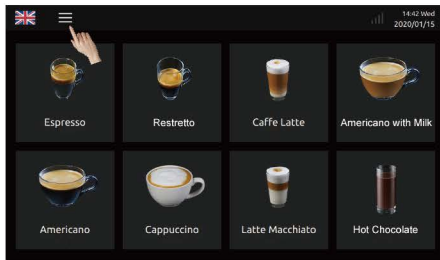 14:42 Wed
2020/01/15
Espresso
Restretto
Caffe Latte
Americano with Milk
Americano
Cappuccino
Latte Macchiato
Hot Chocolate